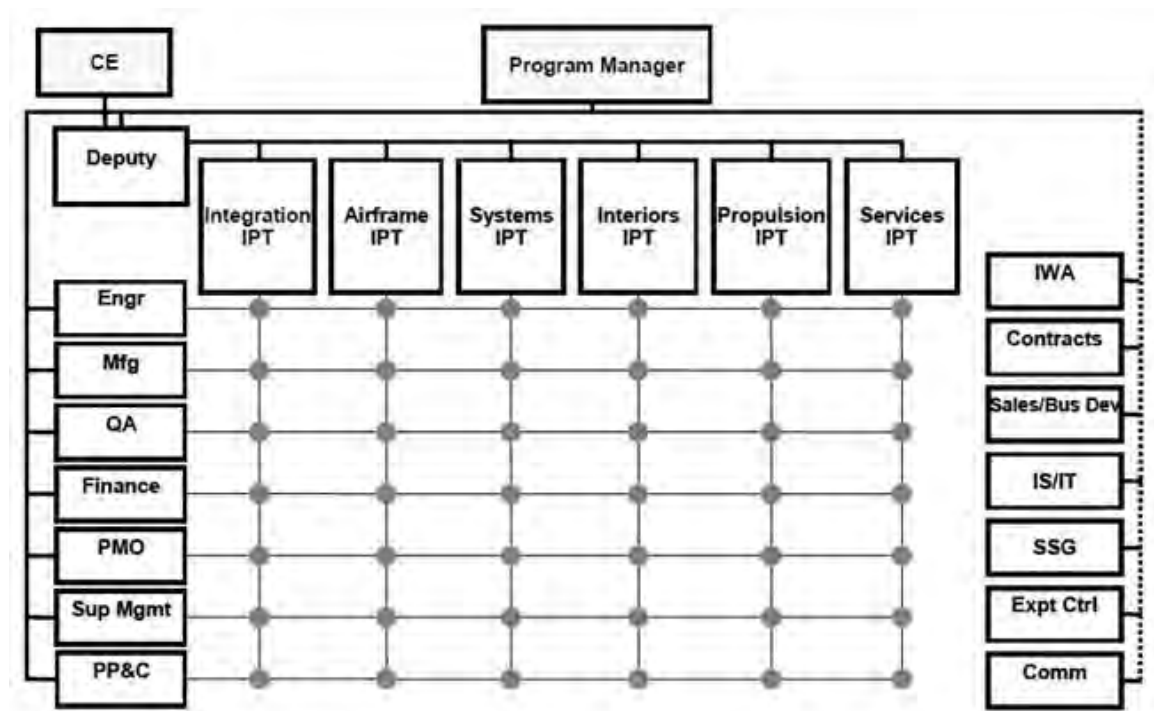 CE
Program Manager
Deputy
Integration
IPT
Airframe
IPT
Systems
IPT
Interiors
IPT
Propulsion
IPT
Services
IPT
Engr
Mfg
QA
Finance
PMO
Sup Mgmt
PP&C
IWA
Contracts
Sales/Bus Dev
IS/IT
SSG
Expt Ctrl
Comm